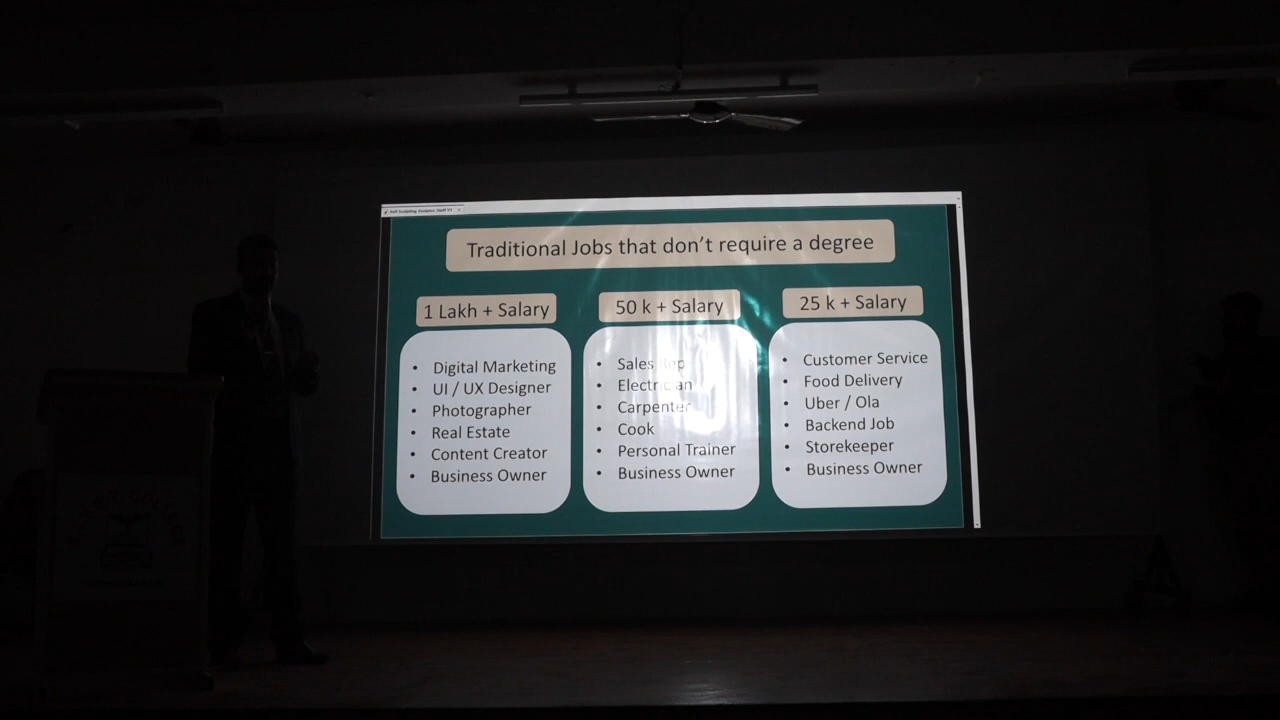 Traditional Jobs that don't require a degree
1 Lakh + Salary
• Digital Marketing
• UI / UX Designer
• Photographer
• Real Estate
• Content Creator
• Business Owner
50 k + Salary
• Sales Rep
• Electrician
• Carpenter
• Cook
• Personal Trainer
• Business Owner
25 k + Salary
• Customer Service
• Food Delivery
• Uber / Ola
• Backend Job
• Storekeeper
• Business Owner